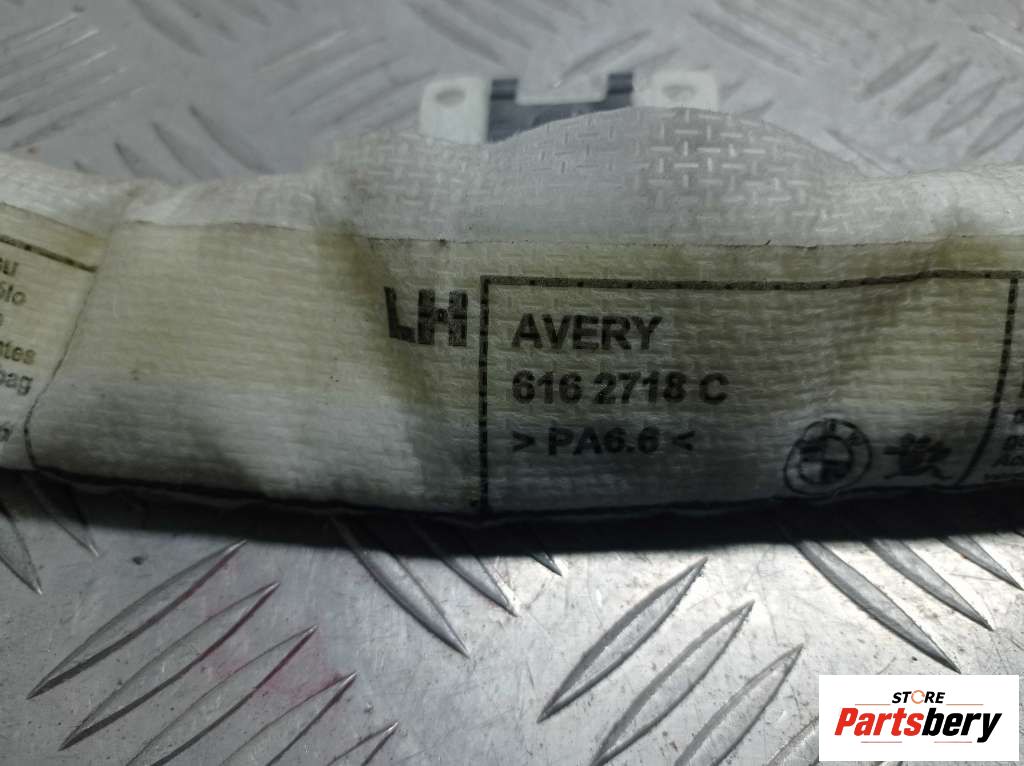 LH
AVERY
616 2718 C
> PA6.6 <
STORE
Partsbery